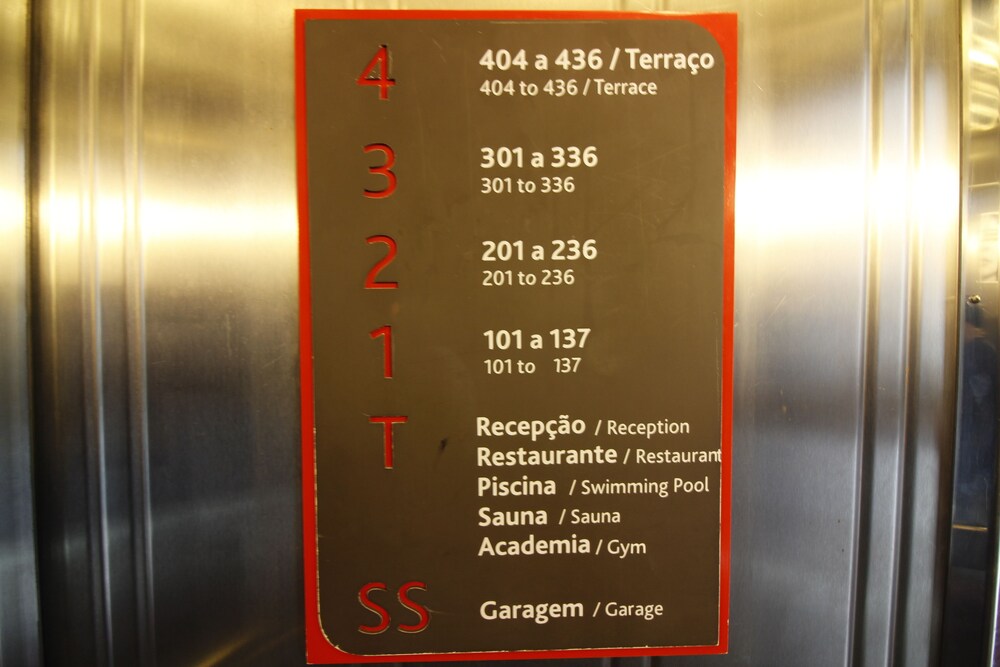 4 404 a 436 / Terraço
404 to 436 / Terrace
3 301 a 336
301 to 336
2 201 a 236
201 to 236
1 101 a 137
101 to 137
T Recepção / Reception
Restaurante / Restaurant
Piscina / Swimming Pool
Sauna / Sauna
Academia / Gym
SS Garagem / Garage